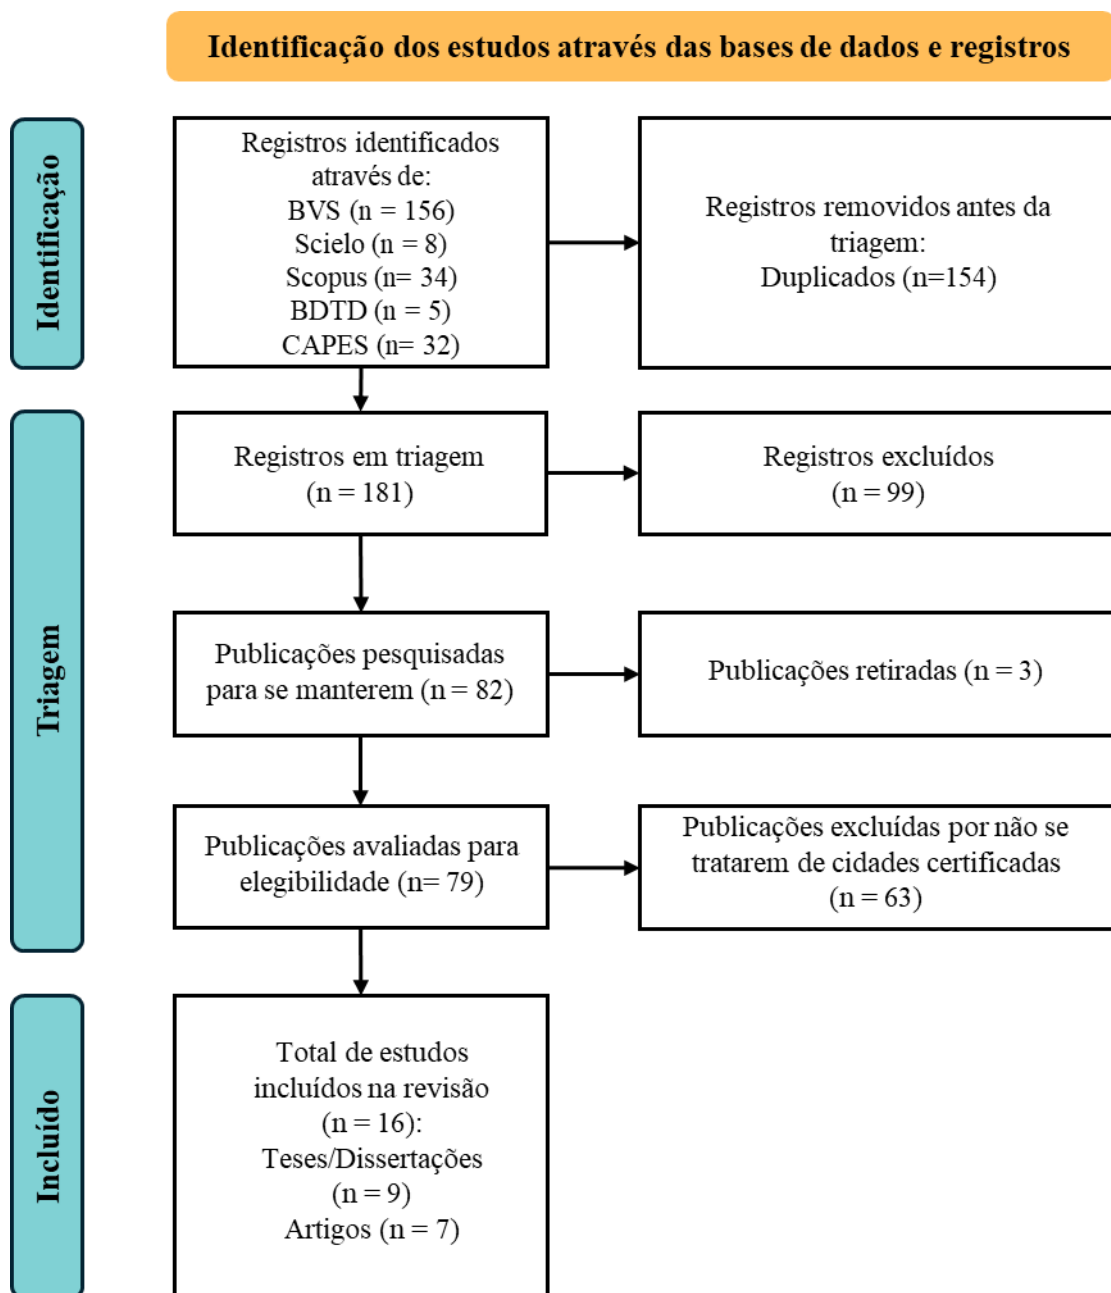 Identificação dos estudos através das bases de dados e registros
Identificação
Registros identificados
através de:
BVS (n = 156)
Scielo (n = 8)
Scopus (n= 34)
BDTD (n = 5)
CAPES (n= 32)
Registros removidos antes da
triagem:
Duplicados (n=154)
Triagem
Registros em triagem
(n = 181)
Registros excluídos
(n = 99)
Publicações pesquisadas
para se manterem (n = 82)
Publicações retiradas (n = 3)
Publicações avaliadas para
elegibilidade (n= 79)
Publicações excluídas por não se
tratarem de cidades certificadas
(n = 63)
Incluído
Total de estudos
incluídos na revisão
(n = 16):
Teses/Dissertações
(n = 9)
Artigos (n = 7)